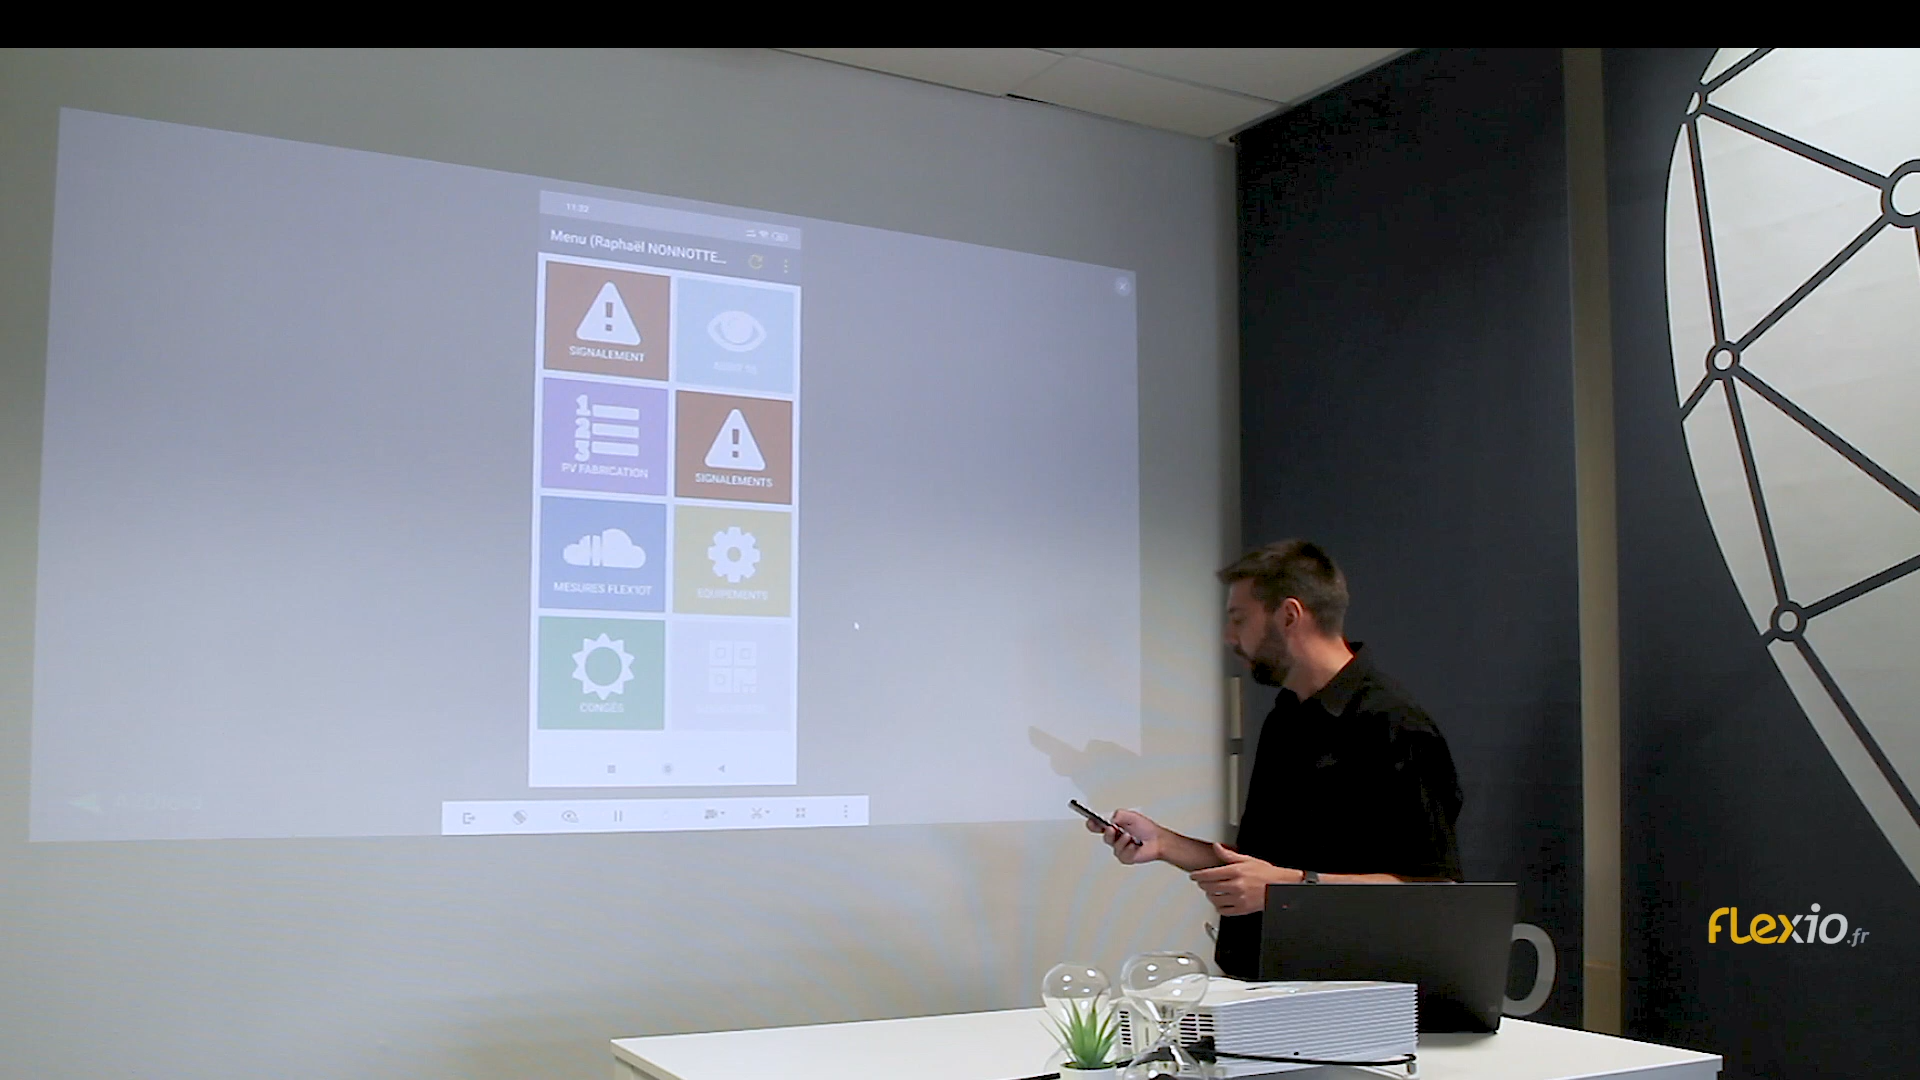 11:32
Menu (Raphaël NONNOTTE...
SIGNALEMENT
PV FABRICATION
SIGNALEMENTS
MESURES FLEX'IOT
EQUIPEMENTS
CONGÉS
flexio.fr